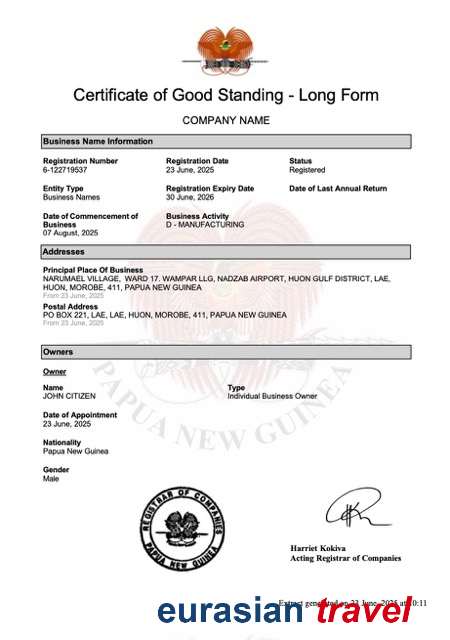 Certificate of Good Standing - Long Form
COMPANY NAME
Business Name Information
Registration Number
6-122719537
Registration Date
23 June, 2025
Status
Registered
Entity Type
Business Names
Registration Expiry Date
30 June, 2026
Date of Last Annual Return
Date of Commencement of
Business
07 August, 2025
Business Activity
D - MANUFACTURING
Addresses
Principal Place Of Business
NARUMAEL VILLAGE, WARD 17. WAMPAR LLG, NADZAB AIRPORT, HUON GULF DISTRICT, LAE,
HUON, MOROBE, 411, PAPUA NEW GUINEA
From 23 June, 2025
Postal Address
PO BOX 221, LAE, LAE, HUON, MOROBE, 411, PAPUA NEW GUINEA
From 23 June, 2025
Owners
Owner
Name
JOHN CITIZEN
Type
Individual Business Owner
Date of Appointment
23 June, 2025
Nationality
Papua New Guinea
Gender
Male
PAPUA NEW GUINEA
REGISTRAR OF COMPANIES
PAPUA NEW GUINEA
Harriet Kokiva
Acting Registrar of Companies
Extract generated on 23 June, 2025 at 10:11
eurasian travel